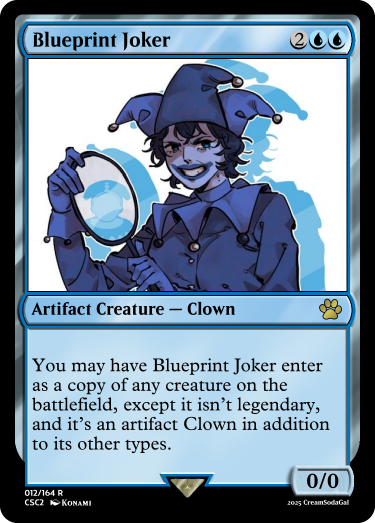 Blueprint Joker 2
Artifact Creature — Clown
You may have Blueprint Joker enter
as a copy of any creature on the
battlefield, except it isn't legendary,
and it's an artifact Clown in addition
to its other types.
0/0
012/164 R
CSC2 Konami
2025 CreamSodaGal